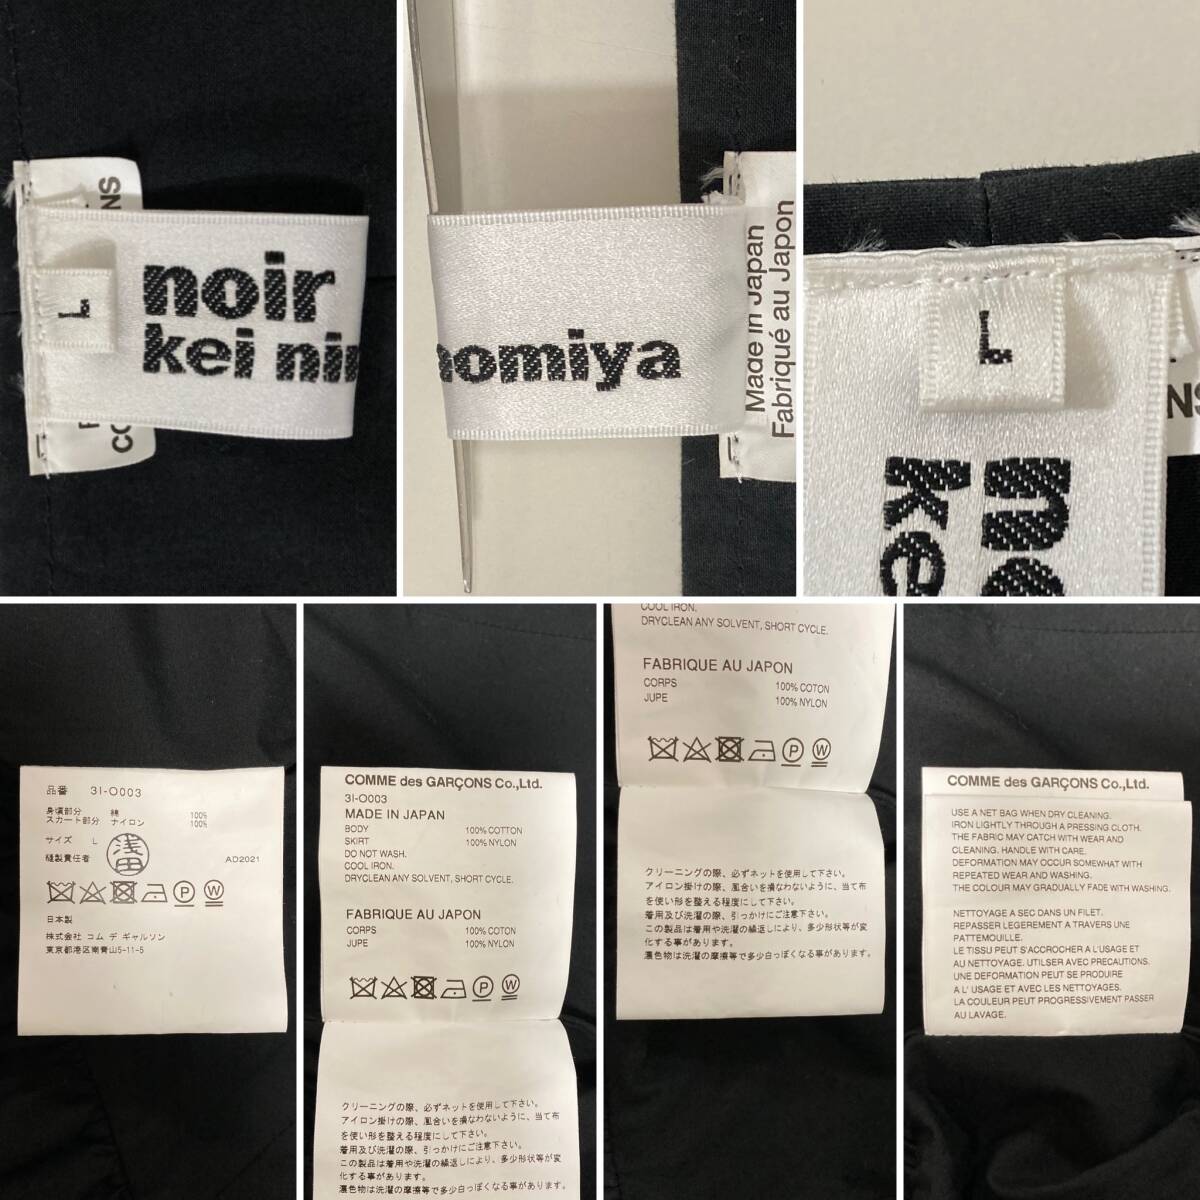 L
noir
kei nin
NS
CO
nomiya
Made in Japan
Fabriqué au Japon
L
no
ke
NS
品番 3I-O003
身頃部分 綿 100%
スカート部分 ナイロン 100%
サイズ L
浅田
縫製責任者 AD2021
P W
日本製
株式会社 コム デ ギャルソン
東京都港区南青山5-11-5
COMME des GARÇONS Co.,Ltd.
3I-O003
MADE IN JAPAN
BODY 100% COTTON
SKIRT 100% NYLON
DO NOT WASH.
COOL IRON.
DRYCLEAN ANY SOLVENT, SHORT CYCLE.
FABRIQUE AU JAPON
CORPS 100% COTON
JUPE 100% NYLON
P W
クリーニングの際、必ずネットを使用して下さい。
アイロン掛けの際、風合いを損なわないように、当て布
を使い形を整える程度にして下さい。
着用及び洗濯の際、引っかけにご注意下さい。
この製品は着用や洗濯の繰返しにより、多少形状等が変
化する事があります。
濃色物は洗濯の摩擦等で多少白っぽくなる事があります。
COOL IRON.
DRYCLEAN ANY SOLVENT, SHORT CYCLE.
FABRIQUE AU JAPON
CORPS 100% COTON
JUPE 100% NYLON
P W
クリーニングの際、必ずネットを使用して下さい。
アイロン掛けの際、風合いを損なわないように、当て布
を使い形を整える程度にして下さい。
着用及び洗濯の際、引っかけにご注意下さい。
この製品は着用や洗濯の繰返しにより、多少形状等が変
化する事があります。
濃色物は洗濯の摩擦等で多少白っぽくなる事があります。
COMME des GARÇONS Co.,Ltd.
USE A NET BAG WHEN DRY CLEANING.
IRON LIGHTLY THROUGH A PRESSING CLOTH.
THE FABRIC MAY CATCH WITH WEAR AND
CLEANING. HANDLE WITH CARE.
DEFORMATION MAY OCCUR SOMEWHAT WITH
REPEATED WEAR AND WASHING.
THE COLOUR MAY GRADUALLY FADE WITH WASHING.
NETTOYAGE A SEC DANS UN FILET.
REPASSER LEGEREMENT A TRAVERS UNE
PATTEMOUILLE.
LE TISSU PEUT S'ACCROCHER A L'USAGE ET
AU NETTOYAGE. UTILSER AVEC PRECAUTIONS.
UNE DEFORMATION PEUT SE PRODUIRE
A L' USAGE ET AVEC LES NETTOYAGES.
LA COULEUR PEUT PROGRESSIVEMENT PASSER
AU LAVAGE.